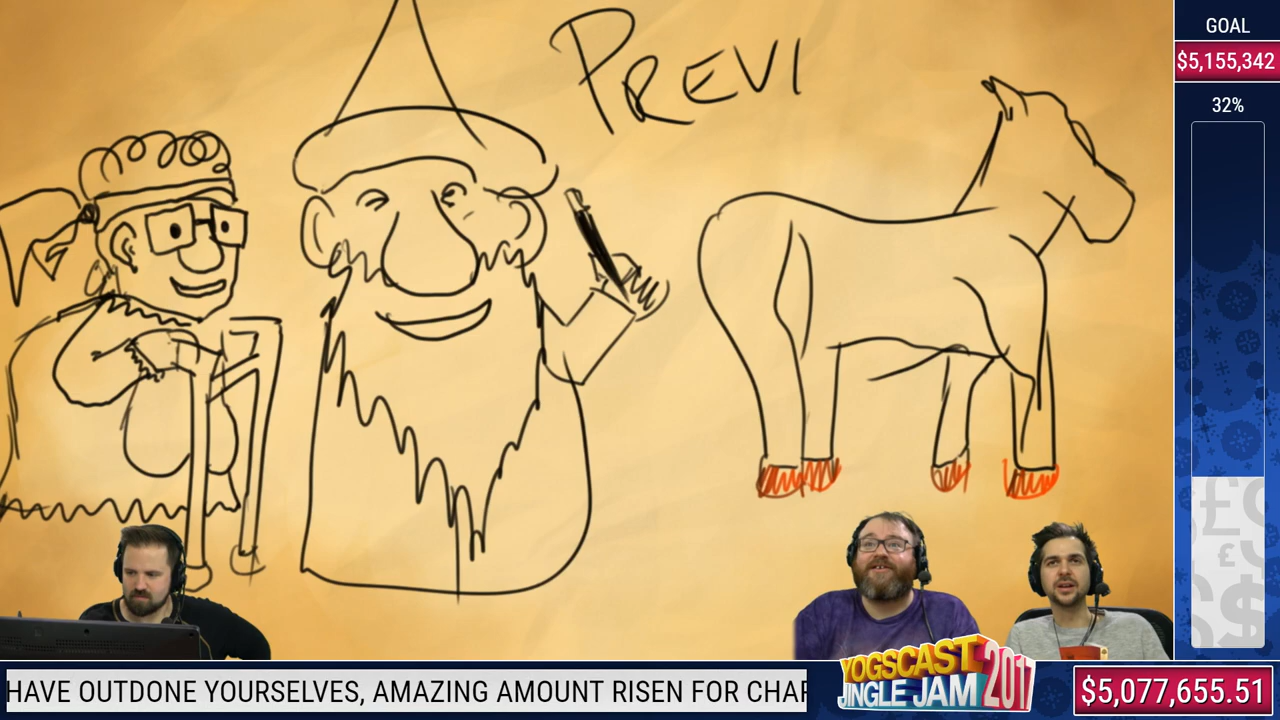 PREVI
GOAL
$5,155,342
32%
HAVE OUTDONE YOURSELVES, AMAZING AMOUNT RISEN FOR CHAR
YOGSCAST
JINGLE JAM 2017
$5,077,655.51